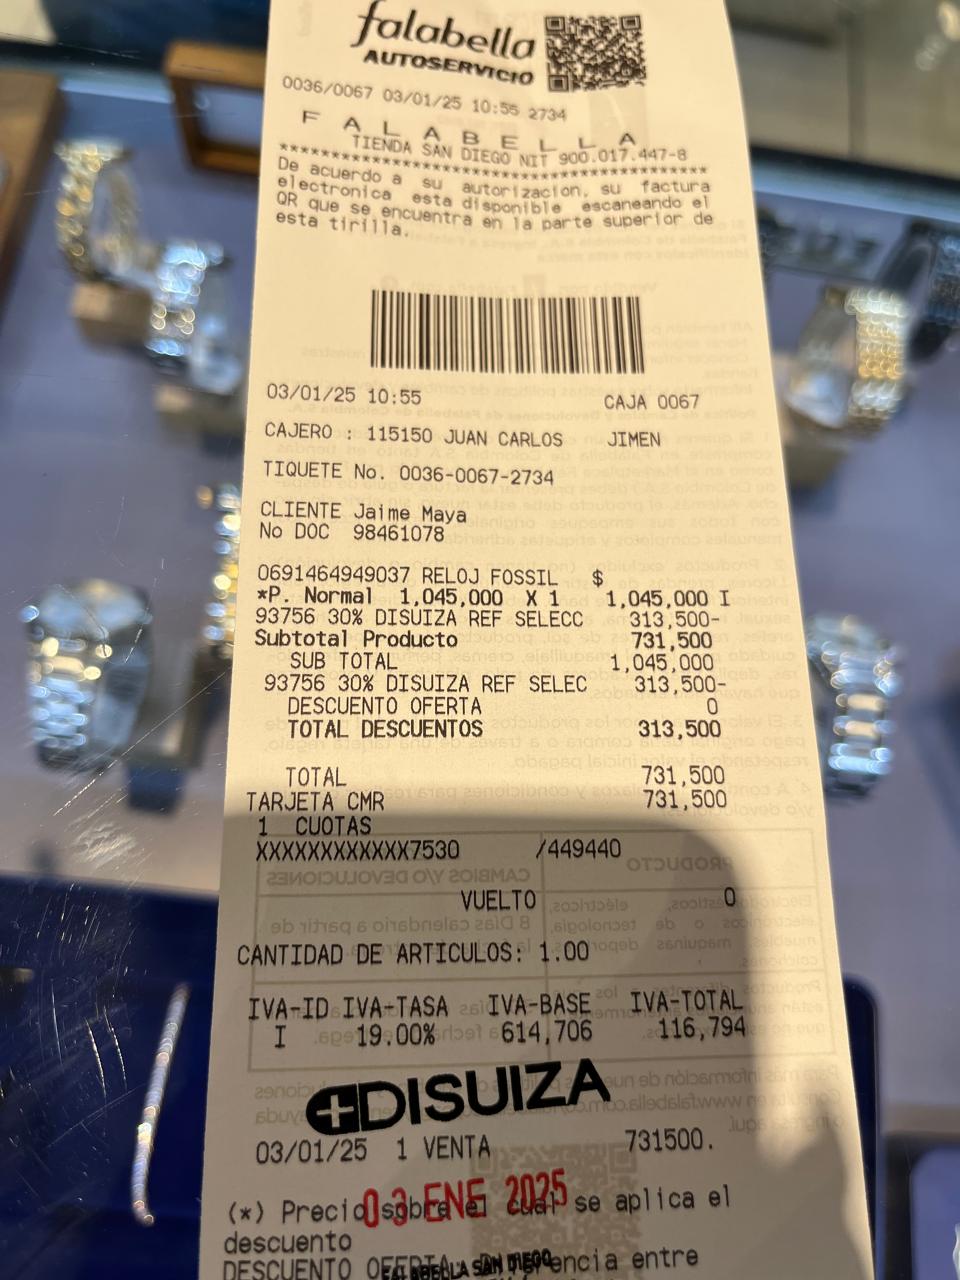 falabella
AUTOSERVICIO
0036/0067 03/01/25 10:55 2734
F A L A B E L L A
TIENDA SAN DIEGO NIT 900.017.447-8
****************************************
De acuerdo a su autorizacion, su factura
electronica esta disponible escaneando el
QR que se encuentra en la parte superior de
esta tirilla.
03/01/25 10:55 CAJA 0067
CAJERO : 115150 JUAN CARLOS JIMEN
TIQUETE No. 0036-0067-2734
CLIENTE Jaime Maya
No DOC 98461078
0691464949037 RELOJ FOSSIL $
*P. Normal 1,045,000 X 1 1,045,000 I
93756 30% DISUIZA REF SELECC 313,500-
Subtotal Producto 731,500
SUB TOTAL 1,045,000
93756 30% DISUIZA REF SELEC 313,500-
DESCUENTO OFERTA 0
TOTAL DESCUENTOS 313,500
TOTAL 731,500
TARJETA CMR 731,500
1 CUOTAS
XXXXXXXXXXXX7530 /449440
VUELTO 0
CANTIDAD DE ARTICULOS: 1.00
IVA-ID IVA-TASA IVA-BASE IVA-TOTAL
I 19.00% 614,706 116,794
DISUIZA
03/01/25 1 VENTA 731500.
03 ENE 2025
(*) Precio sobre el cual se aplica el
descuento
DESCUENTO OFERTA: Diferencia entre
FALABELLA SAN DIEGO